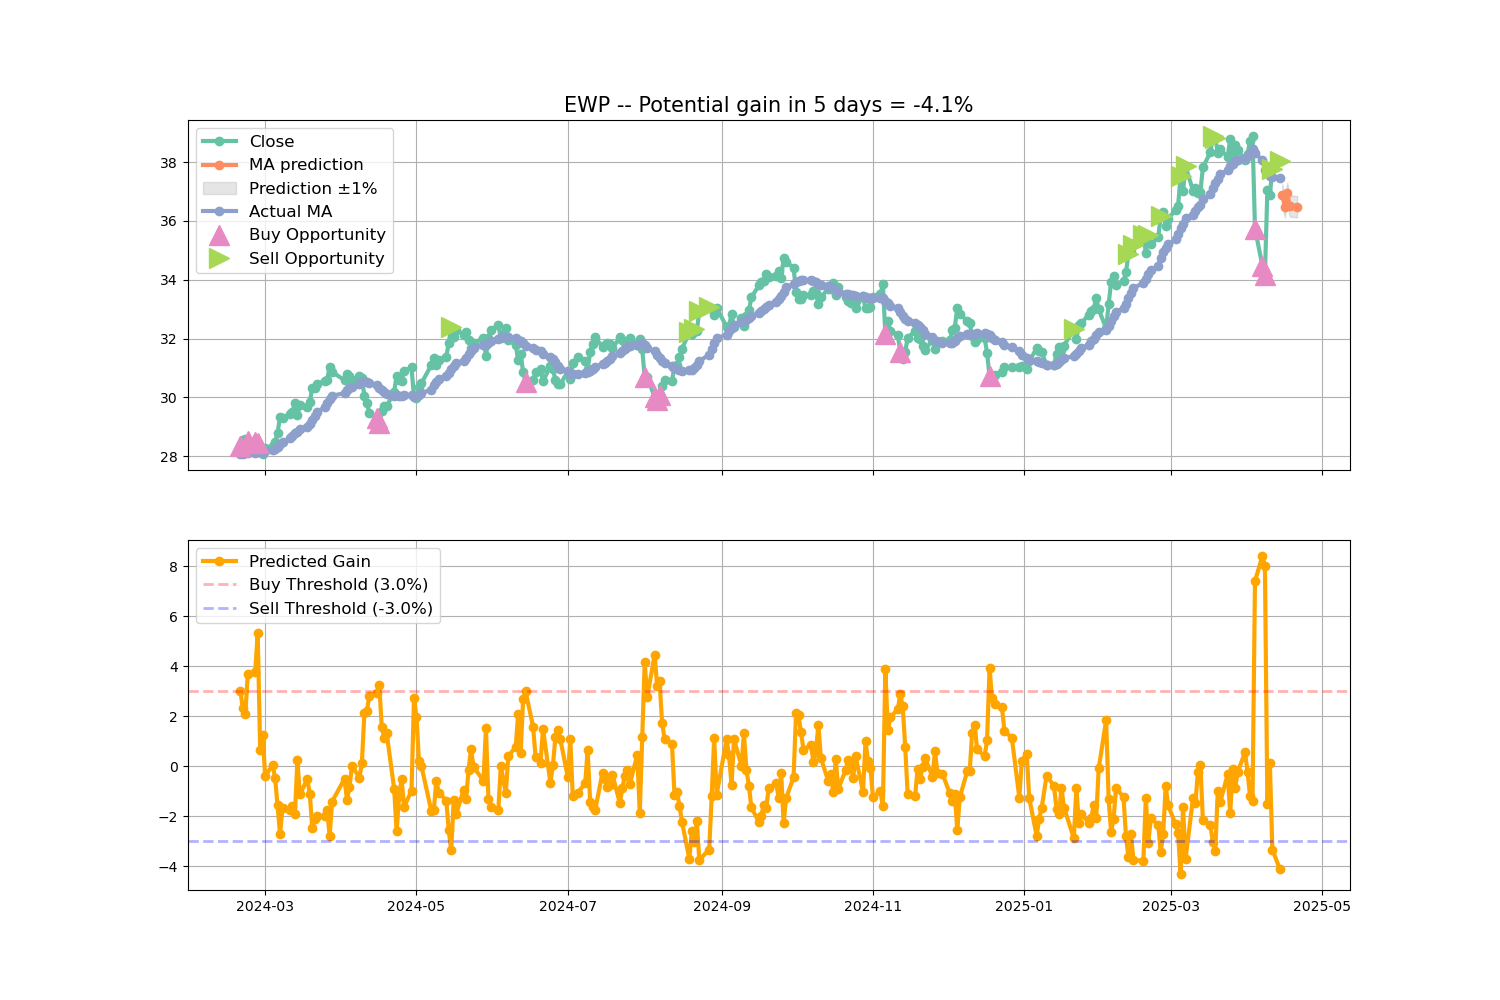 EWP -- Potential gain in 5 days = -4.1%
Close
MA prediction
Prediction ±1%
Actual MA
Buy Opportunity
Sell Opportunity
38
36
34
32
30
28
Predicted Gain
Buy Threshold (3.0%)
Sell Threshold (-3.0%)
8
6
4
2
0
−2
−4
2024-03 2024-05 2024-07 2024-09 2024-11 2025-01 2025-03 2025-05